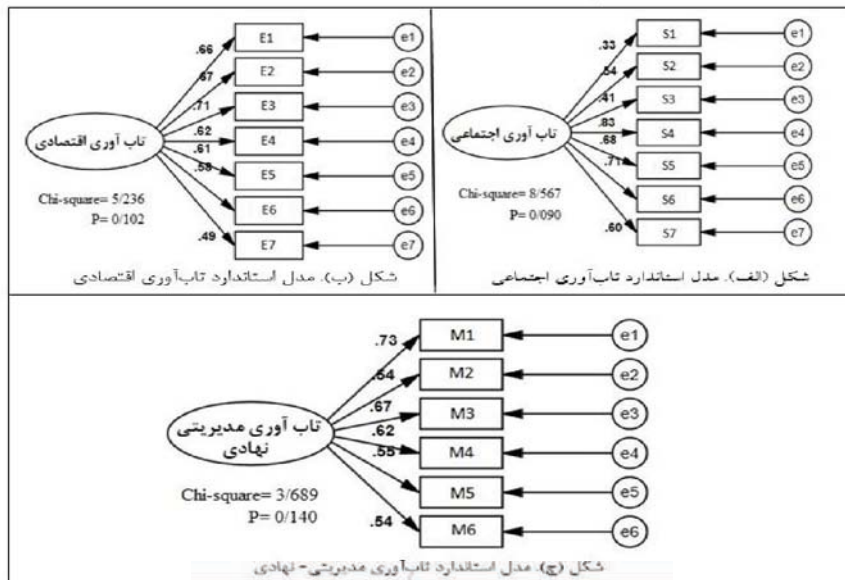 .33 S1 e1
.54 S2 e2
.41 S3 e3
.83 S4 e4
.68 S5 e5
.71 S6 e6
.60 S7 e7
تاب آوری اجتماعی
Chi-square= 8/567
P= 0/090
شکل (الف). مدل استاندارد تاب‌آوری اجتماعی
.66 E1 e1
.67 E2 e2
.71 E3 e3
.62 E4 e4
.61 E5 e5
.58 E6 e6
.49 E7 e7
تاب آوری اقتصادی
Chi-square= 5/236
P= 0/102
شکل (ب). مدل استاندارد تاب‌آوری اقتصادی
.73 M1 e1
.54 M2 e2
.67 M3 e3
.62 M4 e4
.55 M5 e5
.54 M6 e6
تاب آوری مدیریتی
نهادی
Chi-square= 3/689
P= 0/140
شکل (ج). مدل استاندارد تاب‌آوری مدیریتی- نهادی